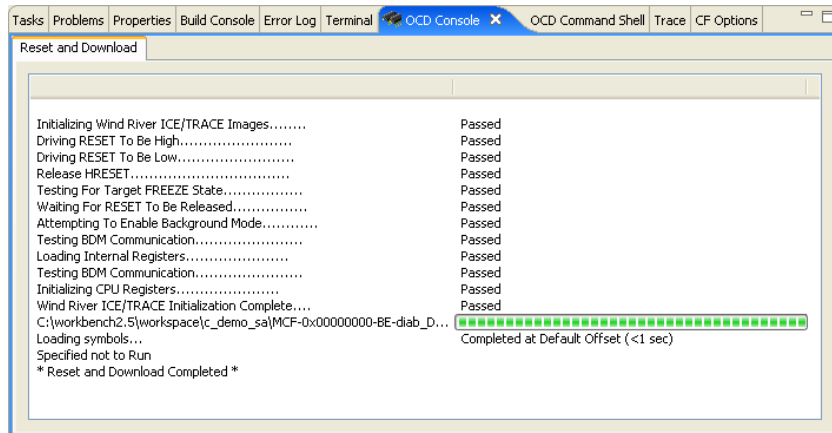 Tasks Problems Properties Build Console Error Log Terminal OCD Console OCD Command Shell Trace CF Options
Reset and Download
Initializing Wind River ICE/TRACE Images........ Passed
Driving RESET To Be High........................ Passed
Driving RESET To Be Low......................... Passed
Release HRESET.................................. Passed
Testing For Target FREEZE State................. Passed
Waiting For RESET To Be Released................ Passed
Attempting To Enable Background Mode............ Passed
Testing BDM Communication....................... Passed
Loading Internal Registers...................... Passed
Testing BDM Communication....................... Passed
Initializing CPU Registers...................... Passed
Wind River ICE/TRACE Initialization Complete.... Passed
C:\workbench2.5\workspace\c_demo_sa\MCF-0x00000000-BE-diab_D...
Loading symbols... Completed at Default Offset (<1 sec)
Specified not to Run
* Reset and Download Completed *